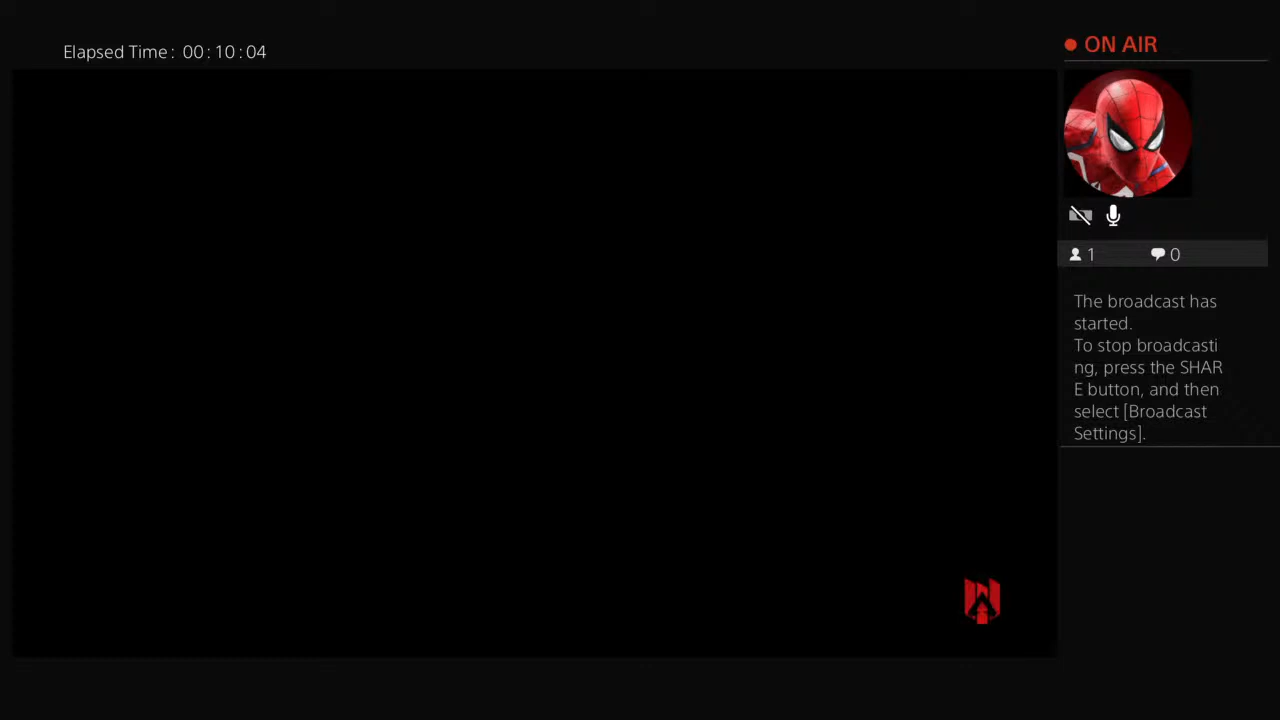 Elapsed Time: 00:10:04
ON AIR
1 0
The broadcast has
started.
To stop broadcasti
ng, press the SHAR
E button, and then
select [Broadcast
Settings].